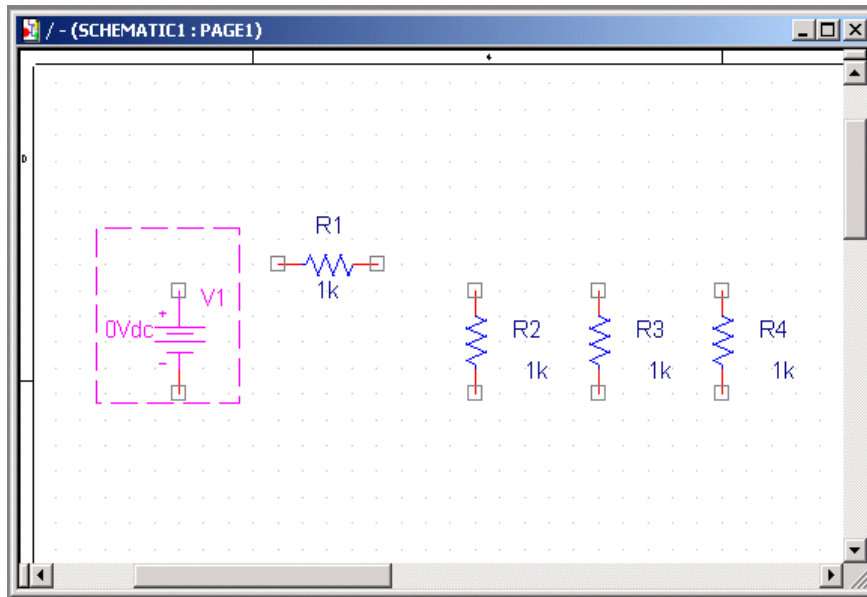 / - (SCHEMATIC1 : PAGE1)
D
R1
1k
V1
+
0Vdc
-
R2
R3
R4
1k
1k
1k